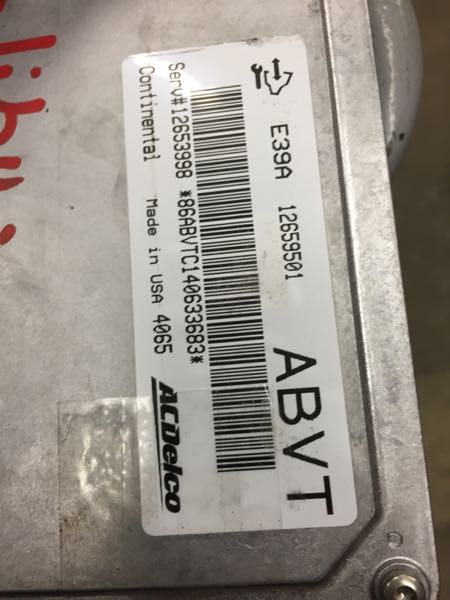 E39A 12659501
ABVT
Serv#12653998 *86ABVTC140633683*
Continental Made in USA 4065
ACDelco